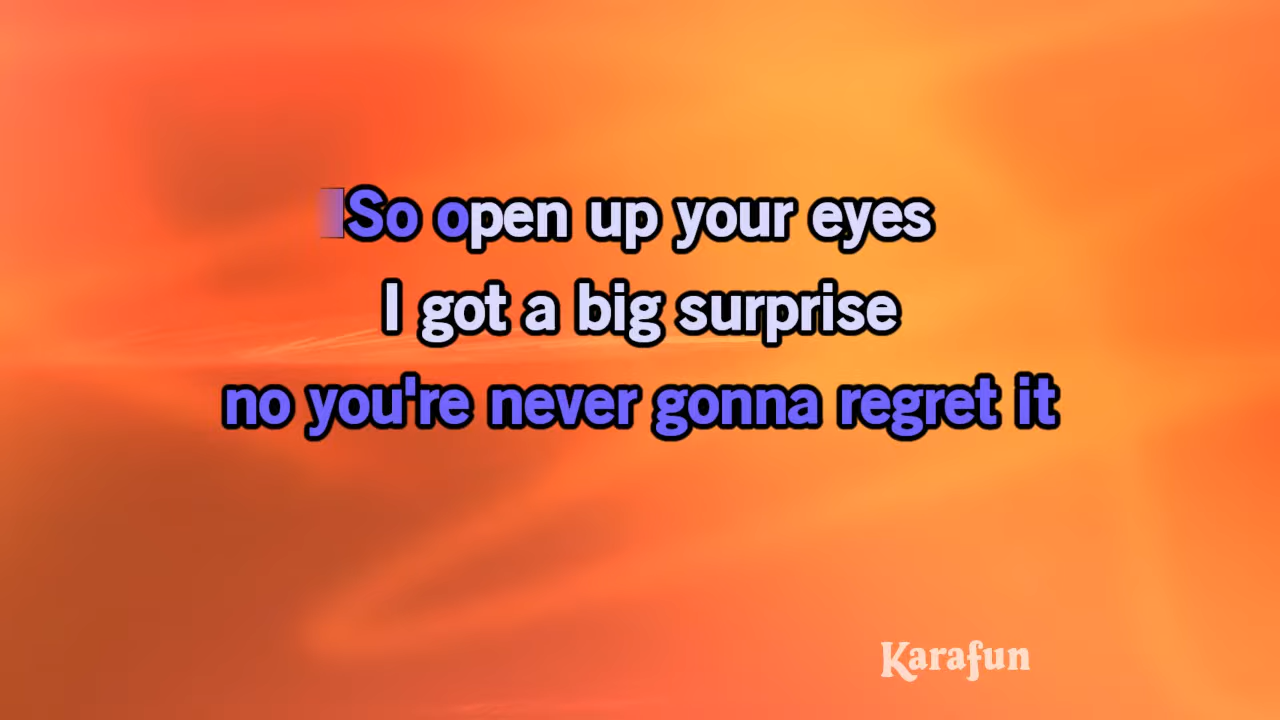 So open up your eyes
I got a big surprise
no you're never gonna regret it
Karafun